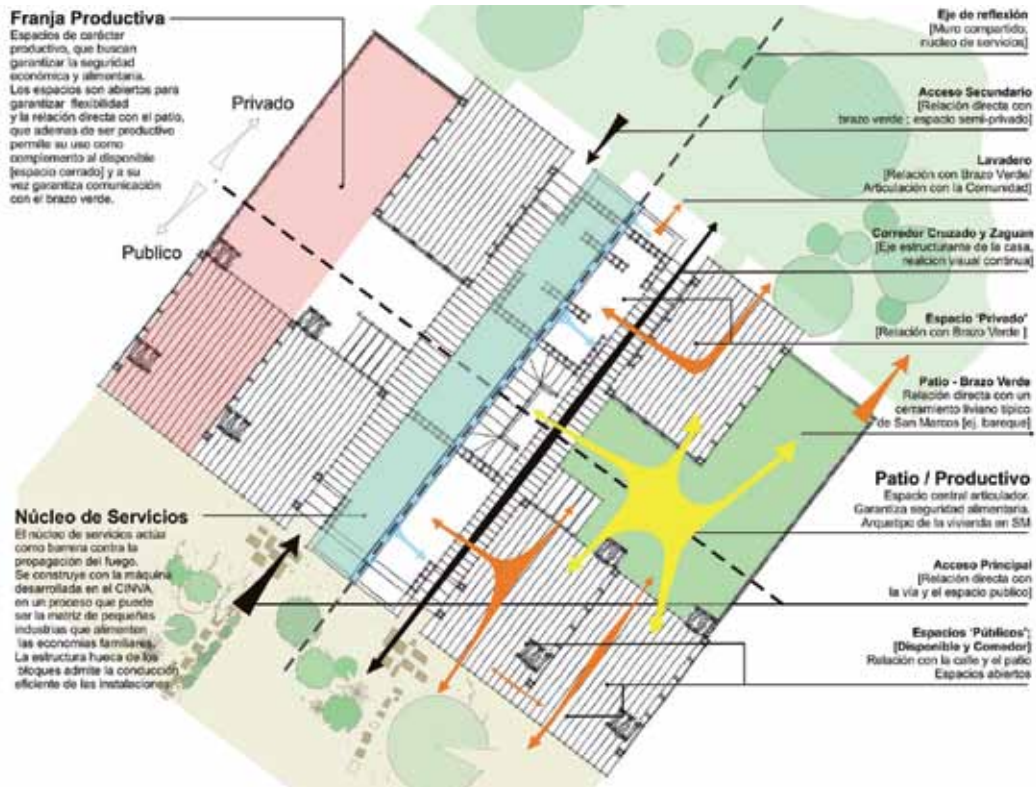 Franja Productiva
Espacios de carácter
productivo, que buscan
garantizar la seguridad
económica y alimentaria.
Los espacios son abiertos para
garantizar flexibilidad
y la relación directa con el patio,
que ademas de ser productivo
permite su uso como
complemento al disponible
[espacio cerrado] y a su
vez garantiza comunicación
con el brazo verde.
Privado
Publico
Núcleo de Servicios
El núcleo de servicios actúa
como barrera contra la
propagación del fuego.
Se construye con la máquina
desarrollada en el CINVA
en un proceso que puede
ser la matriz de pequeñas
industrias que alimenten
las economías familiares.
La estructura hueca de los
bloques admite la conducción
eficiente de las instalaciones
Eje de reflexión
[Muro compartido,
núcleo de servicios]
Acceso Secundario
[Relación directa con
brazo verde ; espacio semi-privado]
Lavadero
[Relación con Brazo Verde/
Articulación con la Comunidad]
Corredor Cruzado y Zaguan
[Eje estructurante de la casa,
realcion visual continua]
Espacio 'Privado'
[Relación con Brazo Verde ]
Patio - Brazo Verde
Relación directa con un
cerramiento liviano típico
de San Marcos [ej. bareque]
Patio / Productivo
Espacio central articulador.
Garantiza seguridad alimentaria.
Arquetipo de la vivienda en SM
Acceso Principal
[Relación directa con
la vía y el espacio publico]
Espacios 'Públicos';
[Disponible y Comedor]
Relación con la calle y el patio
Espacios abiertos